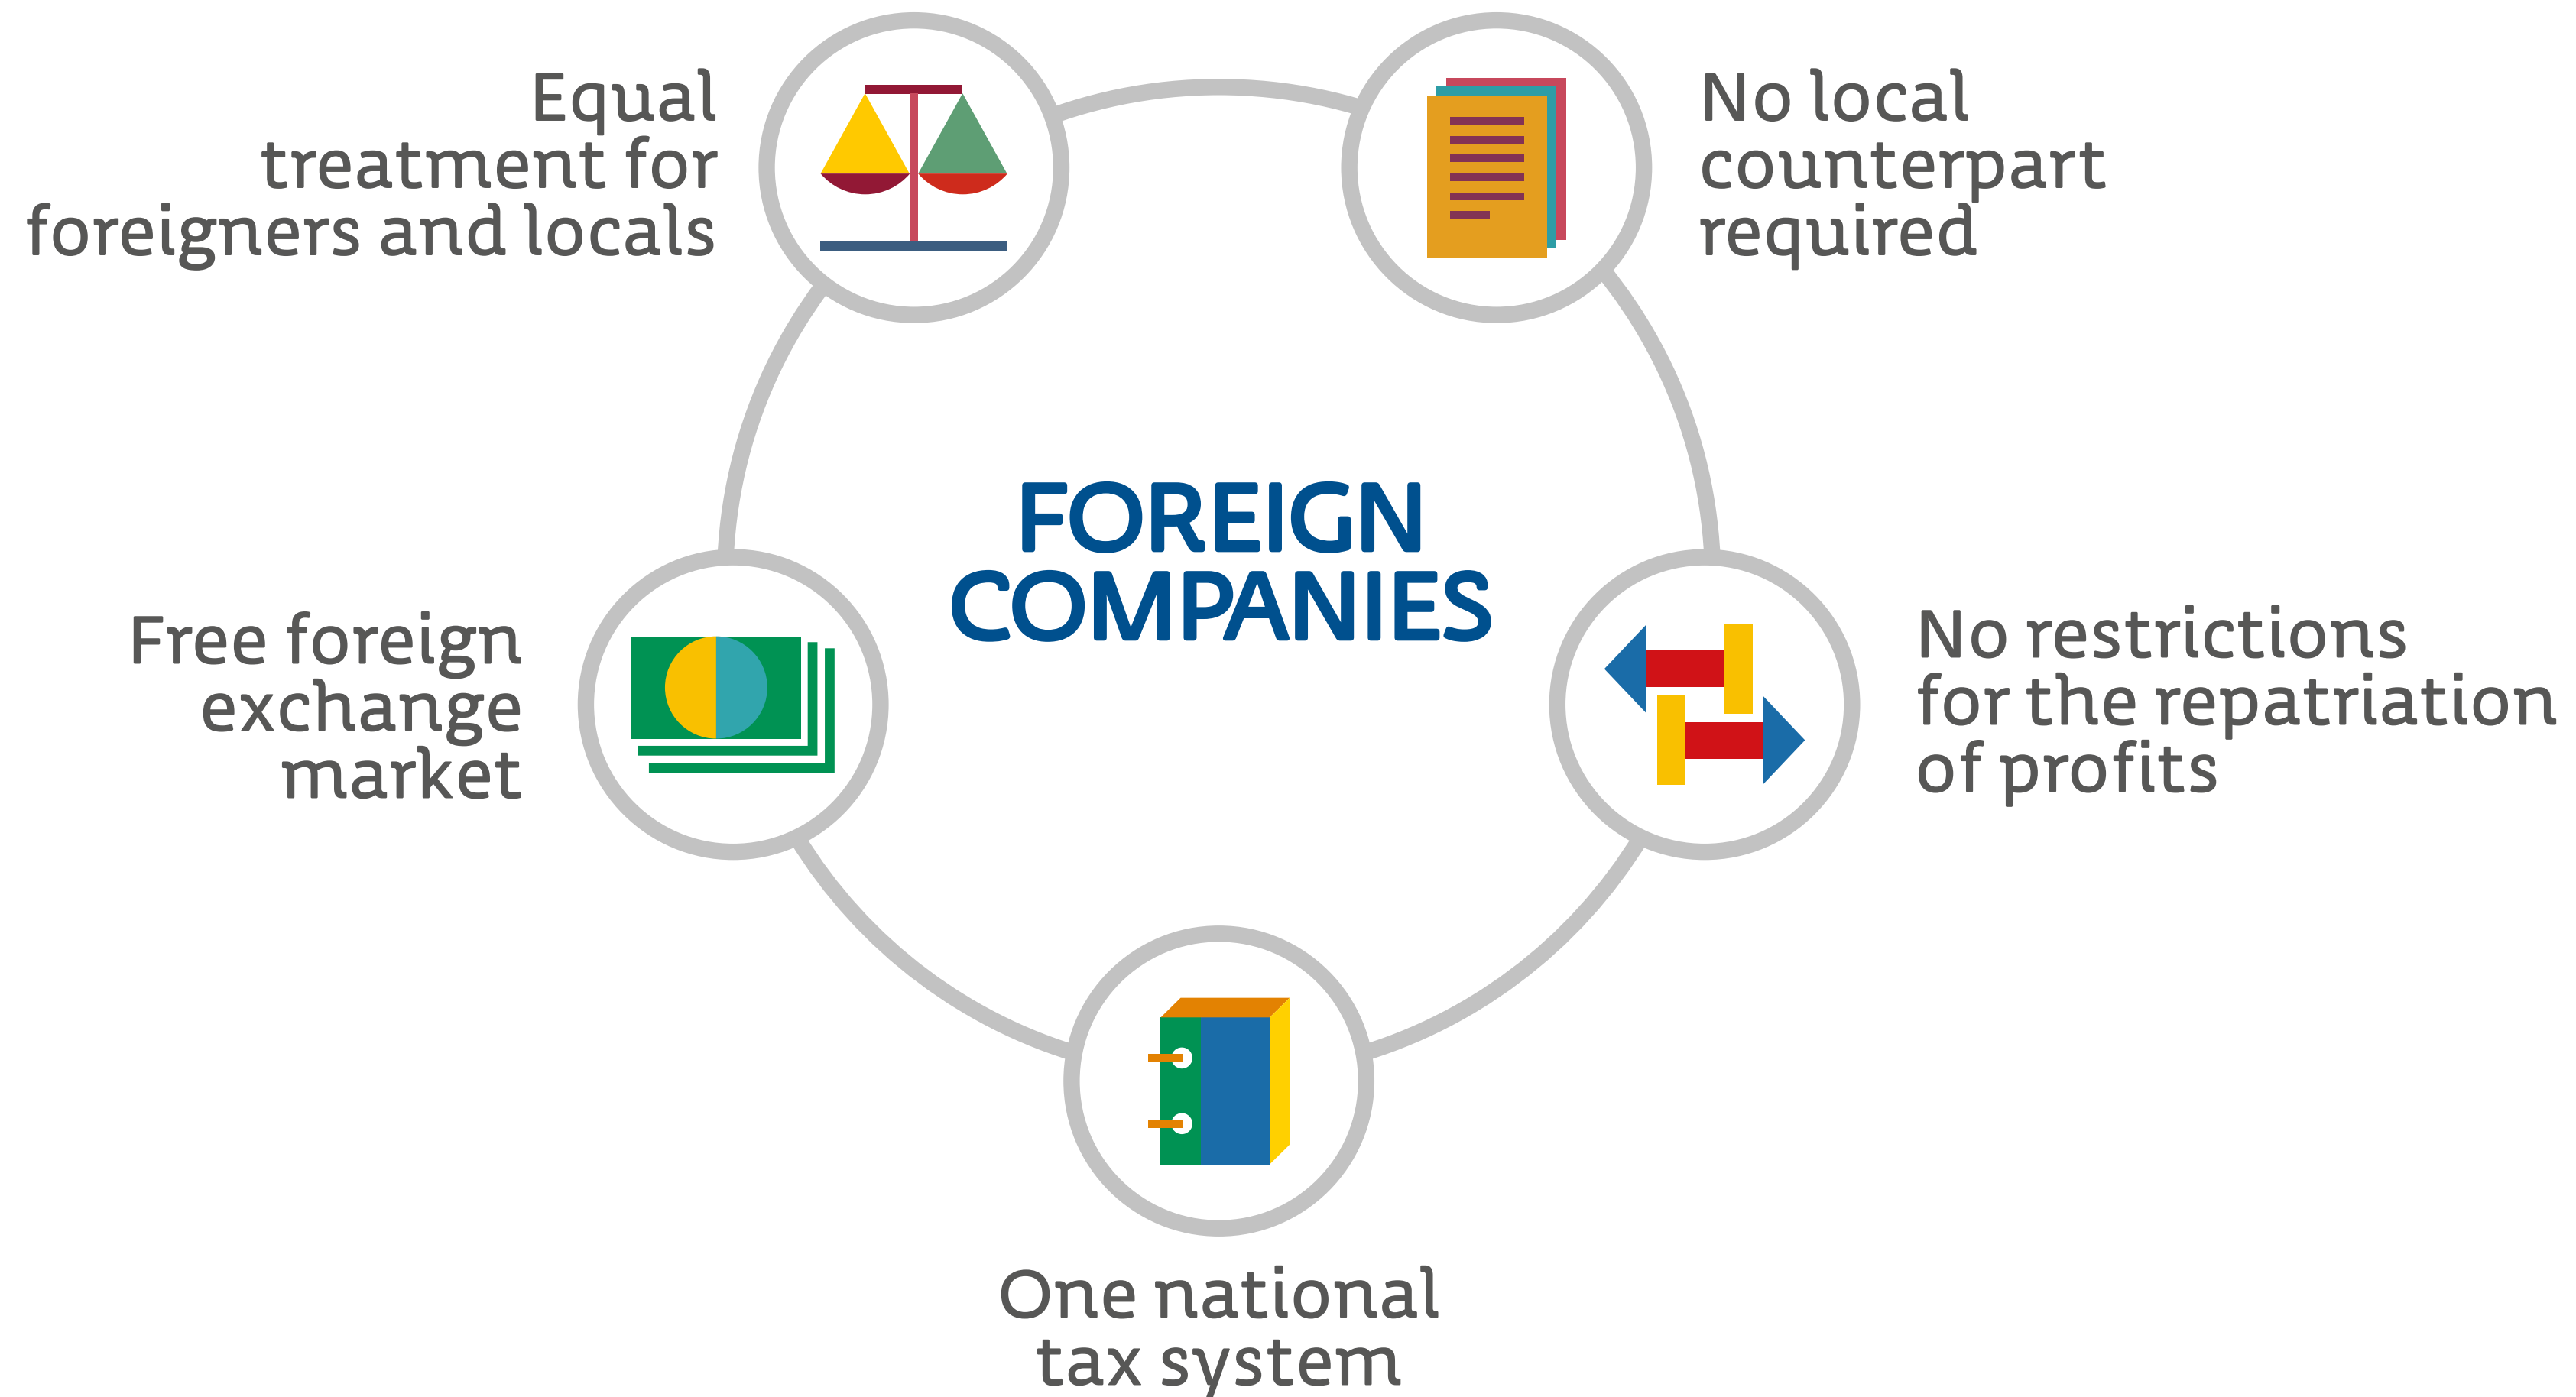 Equal
treatment for
foreigners and locals
No local
counterpart
required
FOREIGN
COMPANIES
Free foreign
exchange
market
No restrictions
for the repatriation
of profits
One national
tax system